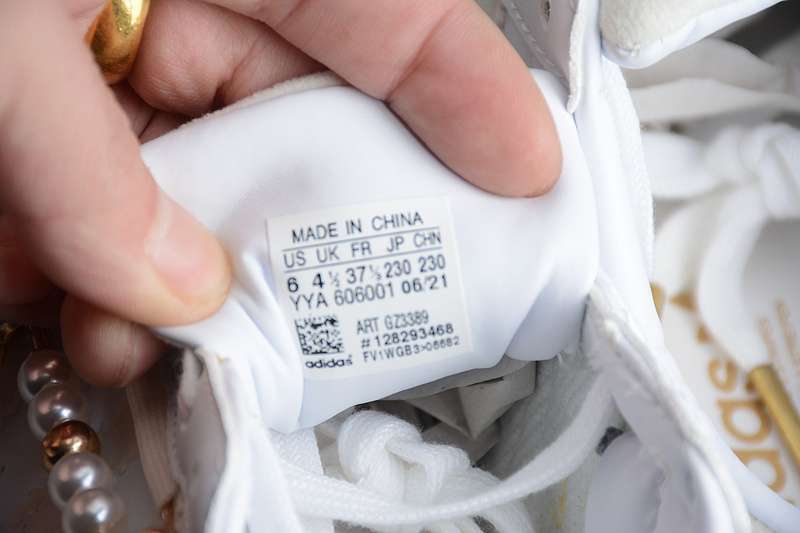 MADE IN CHINA
US UK FR JP CHN
6 4½ 37⅓ 230 230
YYA 606001 06/21
ART GZ3389
#128293468
adidas
FV1WGB3>06682